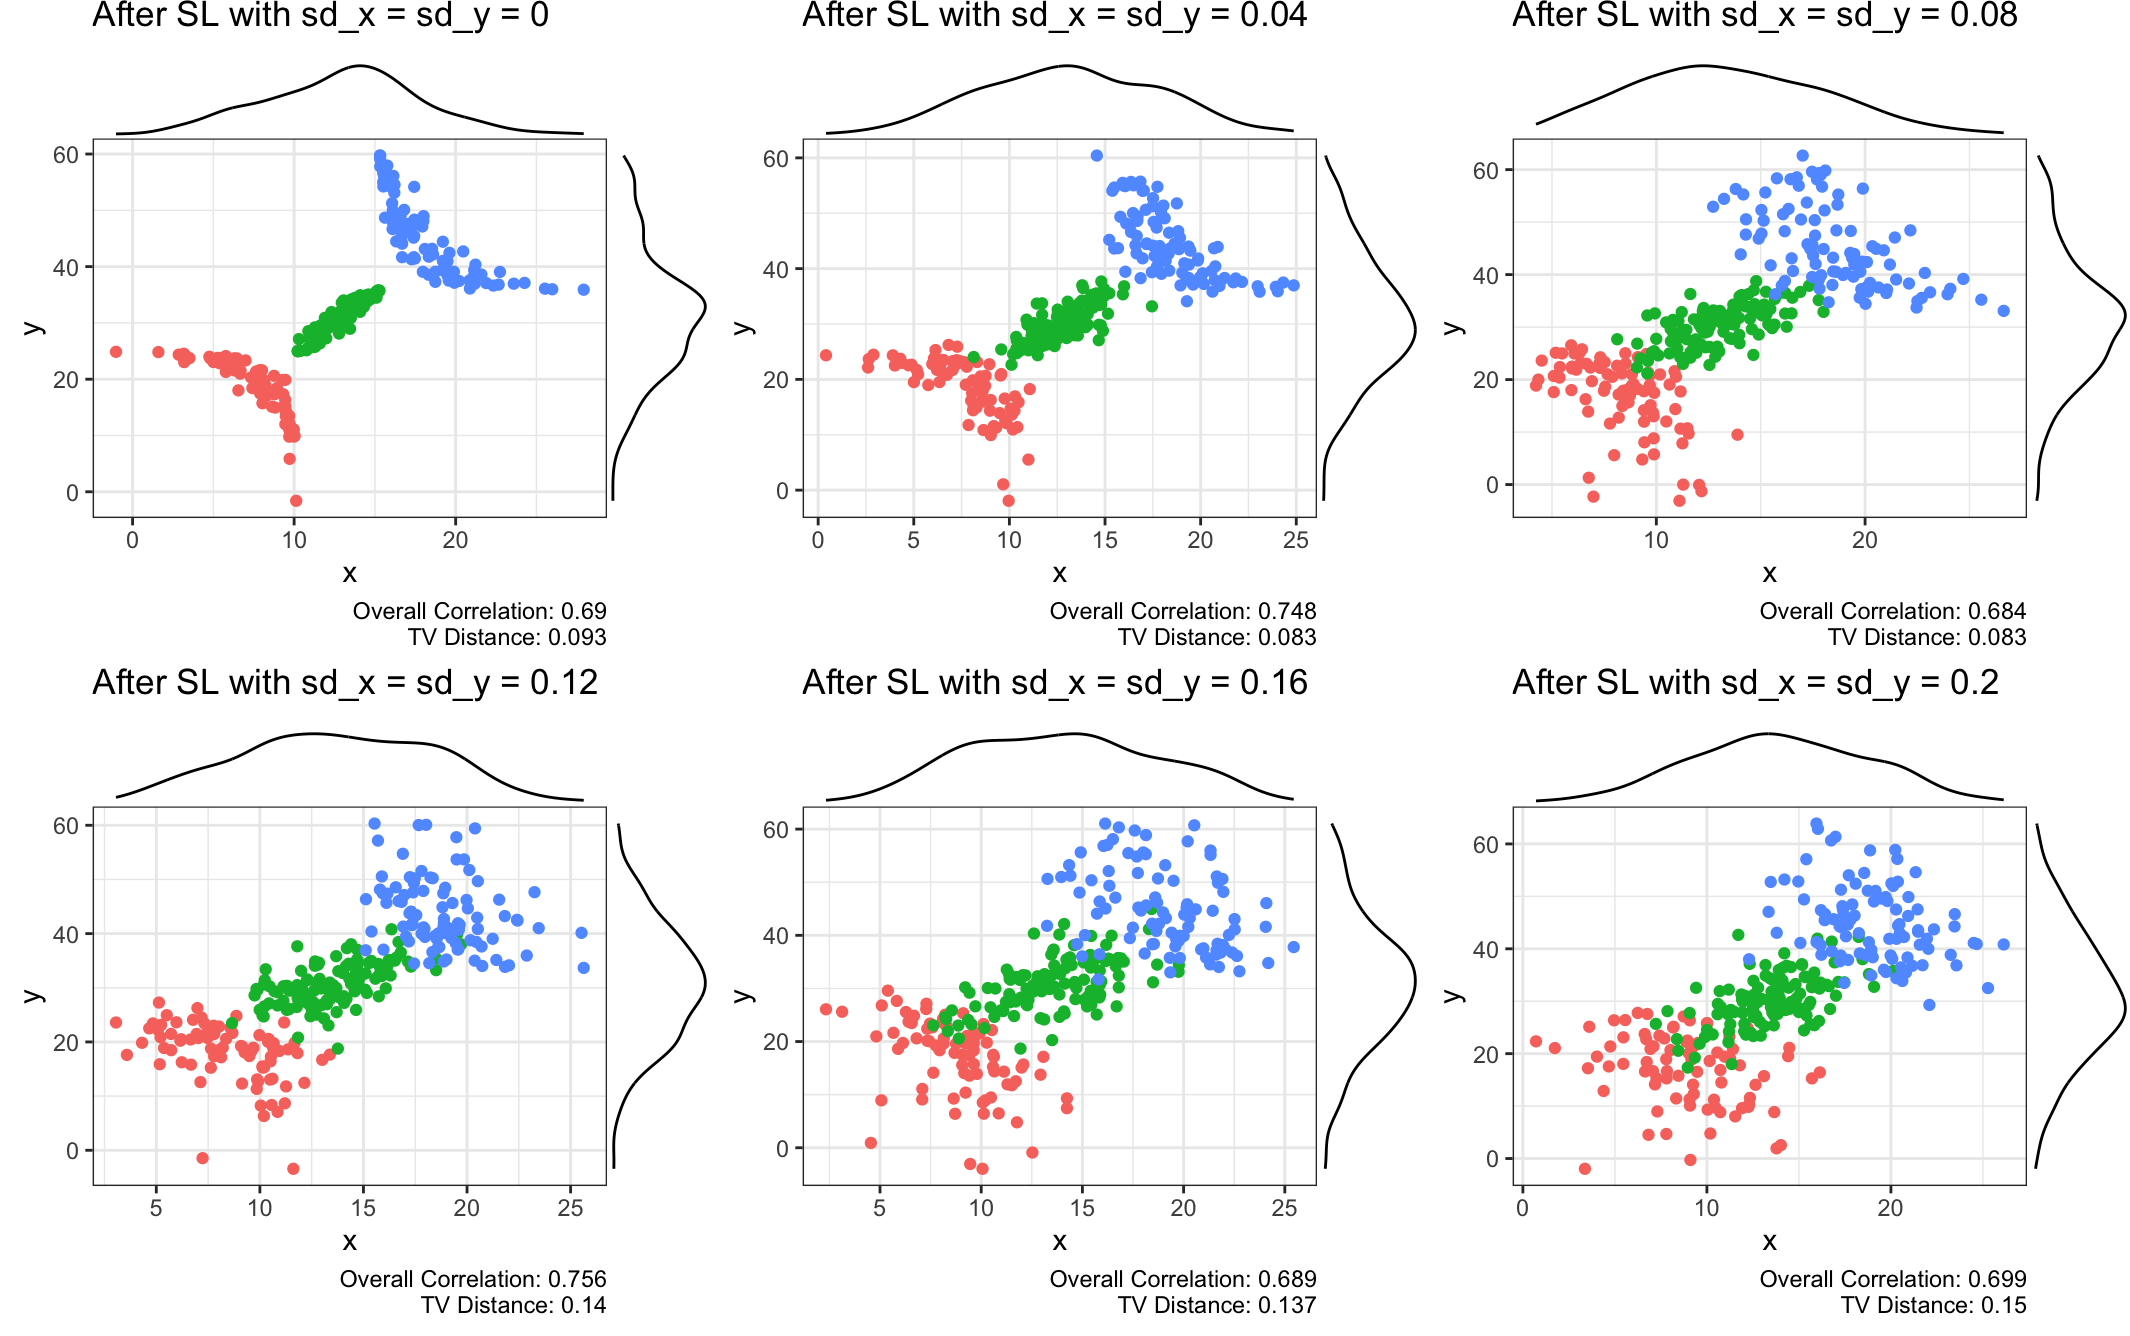 After SL with sd_x = sd_y = 0
60
40
20
0
y
0 10 20
x
Overall Correlation: 0.69
TV Distance: 0.093
After SL with sd_x = sd_y = 0.04
60
40
20
0
y
0 5 10 15 20 25
x
Overall Correlation: 0.748
TV Distance: 0.083
After SL with sd_x = sd_y = 0.08
60
40
20
0
y
10 20
x
Overall Correlation: 0.684
TV Distance: 0.083
After SL with sd_x = sd_y = 0.12
60
40
20
0
y
5 10 15 20 25
x
Overall Correlation: 0.756
TV Distance: 0.14
After SL with sd_x = sd_y = 0.16
60
40
20
0
y
5 10 15 20 25
x
Overall Correlation: 0.689
TV Distance: 0.137
After SL with sd_x = sd_y = 0.2
60
40
20
0
y
0 10 20
x
Overall Correlation: 0.699
TV Distance: 0.15